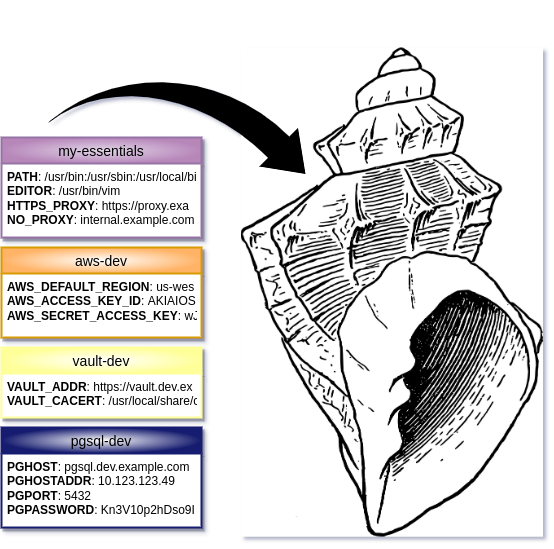 my-essentials
PATH: /usr/bin:/usr/sbin:/usr/local/bi
EDITOR: /usr/bin/vim
HTTPS_PROXY: https://proxy.exa
NO_PROXY: internal.example.com
aws-dev
AWS_DEFAULT_REGION: us-wes
AWS_ACCESS_KEY_ID: AKIAIOS
AWS_SECRET_ACCESS_KEY: wJ
vault-dev
VAULT_ADDR: https://vault.dev.ex
VAULT_CACERT: /usr/local/share/c
pgsql-dev
PGHOST: pgsql.dev.example.com
PGHOSTADDR: 10.123.123.49
PGPORT: 5432
PGPASSWORD: Kn3V10p2hDso9I